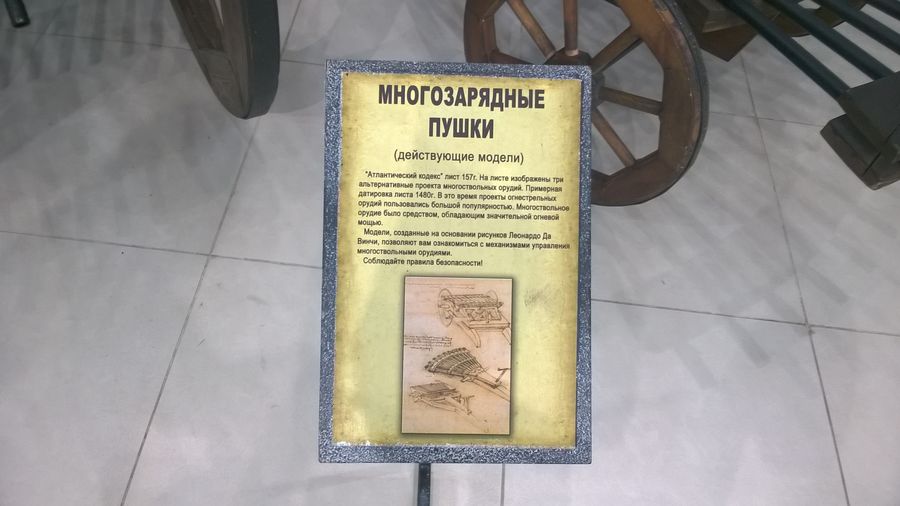 МНОГОЗАРЯДНЫЕ
ПУШКИ
(действующие модели)
"Атлантический кодекс" лист 157г. На листе изображены три
альтернативные проекта многоствольных орудий. Примерная
датировка листа 1480г. В это время проекты огнестрельных
орудий пользовались большой популярностью. Многоствольное
орудие было средством, обладающим значительной огневой
мощью.
Модели, созданные на основании рисунков Леонардо Да
Винчи, позволяют вам ознакомиться с механизмами управления
многоствольными орудиями.
Соблюдайте правила безопасности!